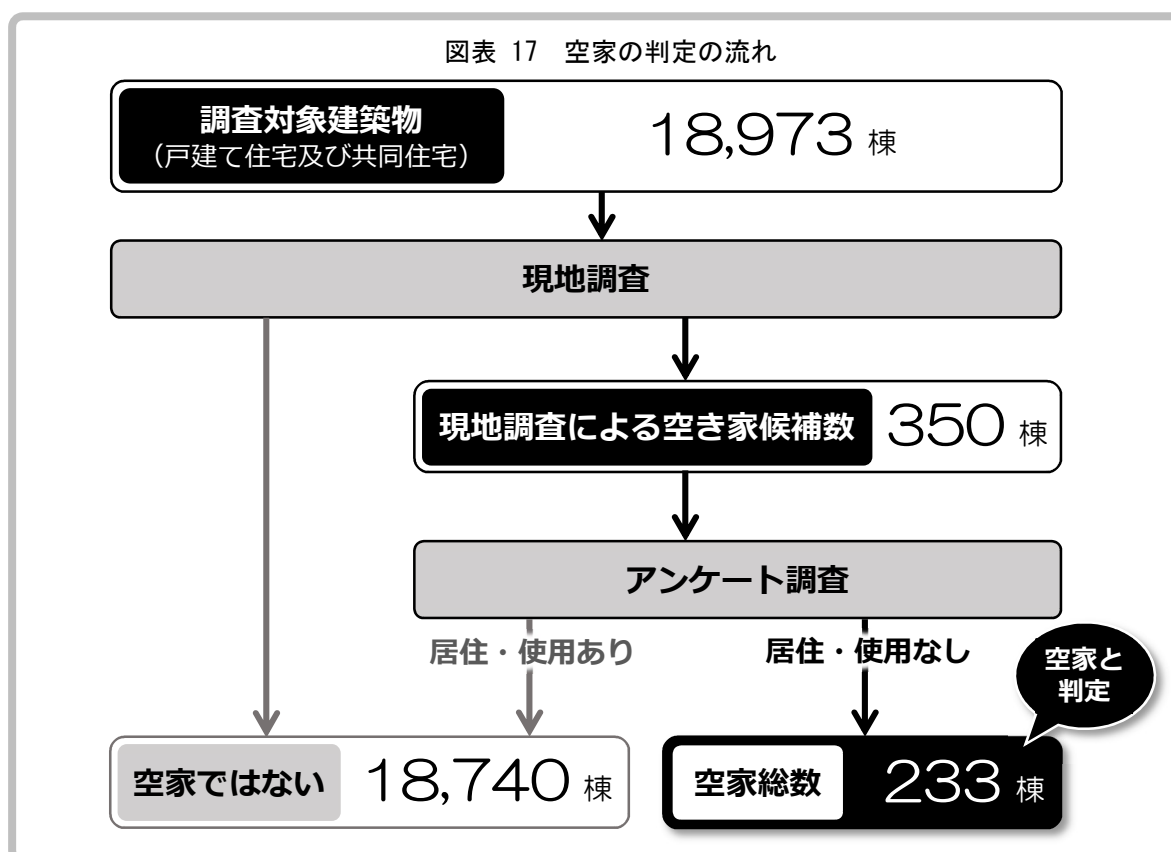 図表 17 空家の判定の流れ
調査対象建築物
(戸建て住宅及び共同住宅)
18,973 棟
現地調査
現地調査による空き家候補数
350 棟
アンケート調査
居住・使用あり
居住・使用なし
空家と
判定
空家ではない
18,740 棟
空家総数
233 棟